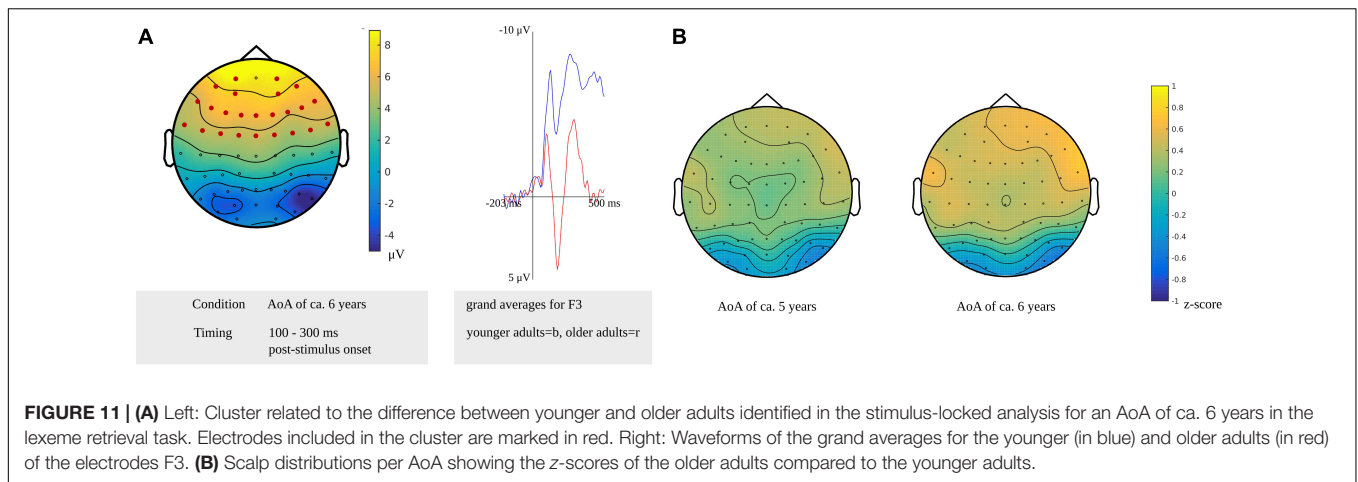 A
8
6
4
2
0
-2
-4
μV
-10 μV
-203 ms
500 ms
5 μV
Condition AoA of ca. 6 years
Timing 100 - 300 ms
post-stimulus onset
grand averages for F3
younger adults=b, older adults=r
B
AoA of ca. 5 years
AoA of ca. 6 years
1
0.8
0.6
0.4
0.2
0
-0.2
-0.4
-0.6
-0.8
-1 z-score
FIGURE 11 | (A) Left: Cluster related to the difference between younger and older adults identified in the stimulus-locked analysis for an AoA of ca. 6 years in the
lexeme retrieval task. Electrodes included in the cluster are marked in red. Right: Waveforms of the grand averages for the younger (in blue) and older adults (in red)
of the electrodes F3. (B) Scalp distributions per AoA showing the z-scores of the older adults compared to the younger adults.